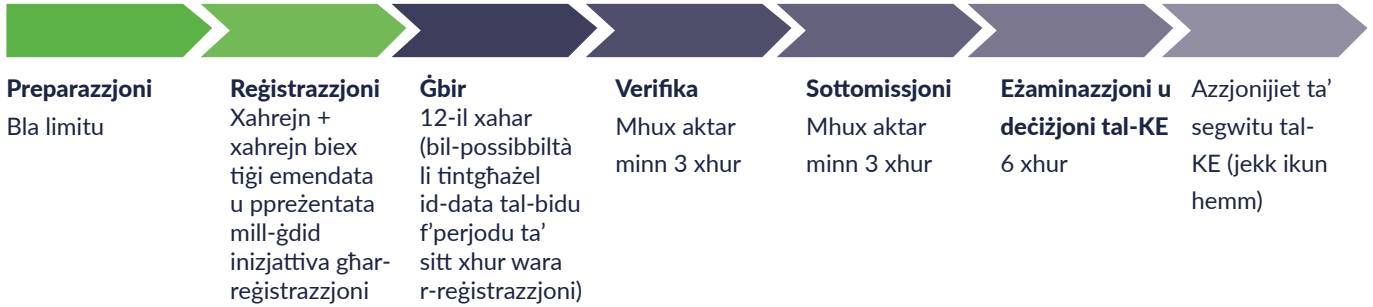 Preparazzjoni
Bla limitu
Reġistrazzjoni
Xahrejn +
xahrejn biex
tiġi emendata
u ppreżentata
mill-ġdid
inizjattiva għar-
reġistrazzjoni
Ġbir
12-il xahar
(bil-possibbiltà
li tintgħażel
id-data tal-bidu
f’perjodu ta’
sitt xhur wara
r-reġistrazzjoni)
Verifika
Mhux aktar
minn 3 xhur
Sottomissjoni
Mhux aktar
minn 3 xhur
Eżaminazzjoni u
deċiżjoni tal-KE
6 xhur
Azzjonijiet ta’
segwitu tal-
KE (jekk ikun
hemm)